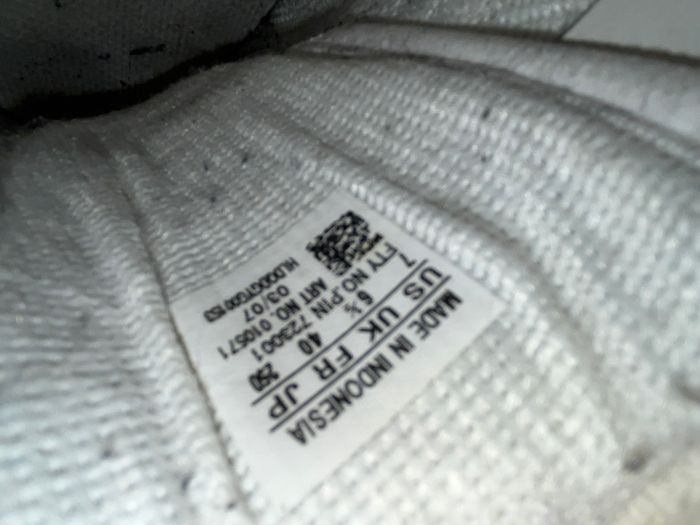 MADE IN INDONESIA
US UK FR JP
7 6½ 40 250
FTY NO.PIN 723001
ART NO. 010571
03/07